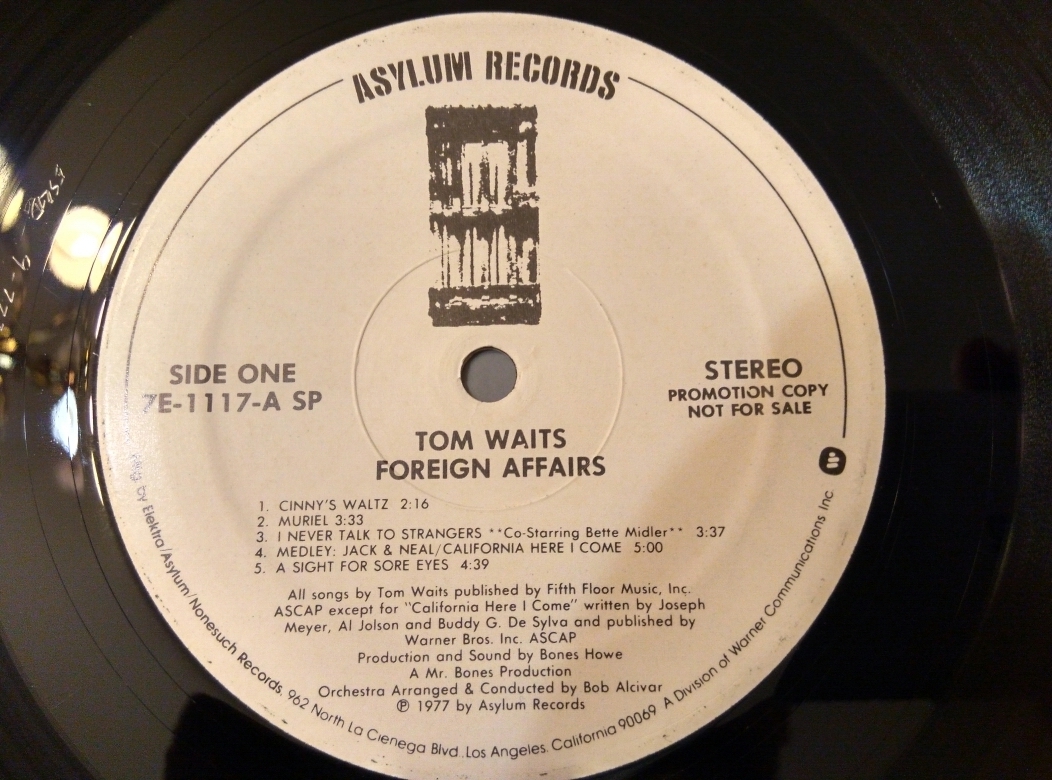 ASYLUM RECORDS
SIDE ONE
7E-1117-A SP
STEREO
PROMOTION COPY
NOT FOR SALE
TOM WAITS
FOREIGN AFFAIRS
1. CINNY'S WALTZ 2:16
2. MURIEL 3:33
3. I NEVER TALK TO STRANGERS **Co-Starring Bette Midler** 3:37
4. MEDLEY: JACK & NEAL/CALIFORNIA HERE I COME 5:00
5. A SIGHT FOR SORE EYES 4:39
All songs by Tom Waits published by Fifth Floor Music, Inc.
ASCAP except for "California Here I Come" written by Joseph
Meyer, Al Jolson and Buddy G. De Sylva and published by
Warner Bros. Inc. ASCAP
Production and Sound by Bones Howe
A Mr. Bones Production
Orchestra Arranged & Conducted by Bob Alcivar
℗ 1977 by Asylum Records
by Elektra/Asylum/Nonesuch Records, 962 North La Cienega Blvd. Los Angeles, California 90069 A Division of Warner Communications Inc